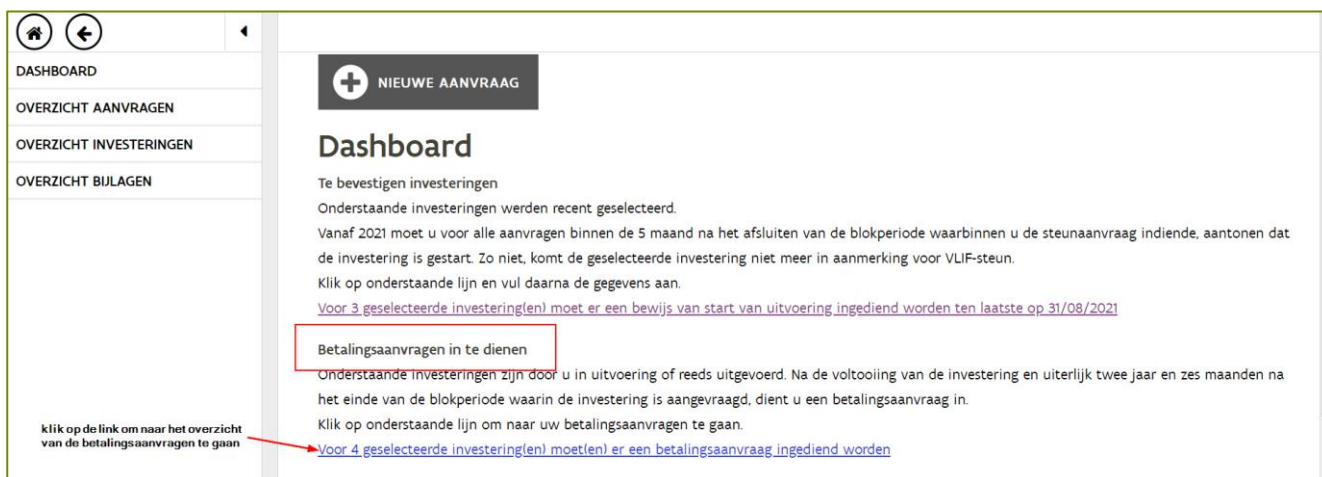 DASHBOARD
OVERZICHT AANVRAGEN
OVERZICHT INVESTERINGEN
OVERZICHT BIJLAGEN
klik op de link om naar het overzicht
van de betalingsaanvragen te gaan
NIEUWE AANVRAAG
Dashboard
Te bevestigen investeringen
Onderstaande investeringen werden recent geselecteerd.
Vanaf 2021 moet u voor alle aanvragen binnen de 5 maand na het afsluiten van de blokperiode waarbinnen u de steunaanvraag indiende, aantonen dat
de investering is gestart. Zo niet, komt de geselecteerde investering niet meer in aanmerking voor VLIF-steun.
Klik op onderstaande lijn en vul daarna de gegevens aan.
Voor 3 geselecteerde investering(en) moet er een bewijs van start van uitvoering ingediend worden ten laatste op 31/08/2021
Betalingsaanvragen in te dienen
Onderstaande investeringen zijn door u in uitvoering of reeds uitgevoerd. Na de voltooiing van de investering en uiterlijk twee jaar en zes maanden na
het einde van de blokperiode waarin de investering is aangevraagd, dient u een betalingsaanvraag in.
Klik op onderstaande lijn om naar uw betalingsaanvragen te gaan.
Voor 4 geselecteerde investering(en) moet(en) er een betalingsaanvraag ingediend worden